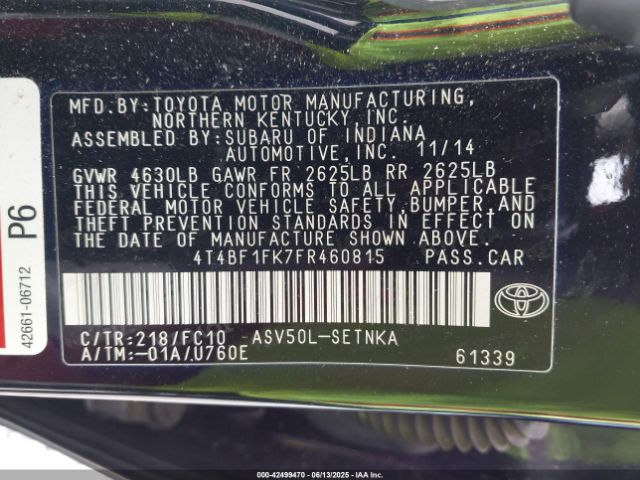 MFD.BY:TOYOTA MOTOR MANUFACTURING,
NORTHERN KENTUCKY, INC.
ASSEMBLED BY:SUBARU OF INDIANA
AUTOMOTIVE,INC. 11/14
GVWR 4630LB GAWR FR 2625LB RR 2625LB
THIS VEHICLE CONFORMS TO ALL APPLICABLE
FEDERAL MOTOR VEHICLE SAFETY, BUMPER, AND
THEFT PREVENTION STANDARDS IN EFFECT ON
THE DATE OF MANUFACTURE SHOWN ABOVE.
4T4BF1FK7FR460815 PASS.CAR
C/TR:218/FC10 ASV50L-SETNKA
A/TM:-01A/U760E
61339
P6
42661-06712
00-42499470 - 06/13/2025 - IAAI.COM